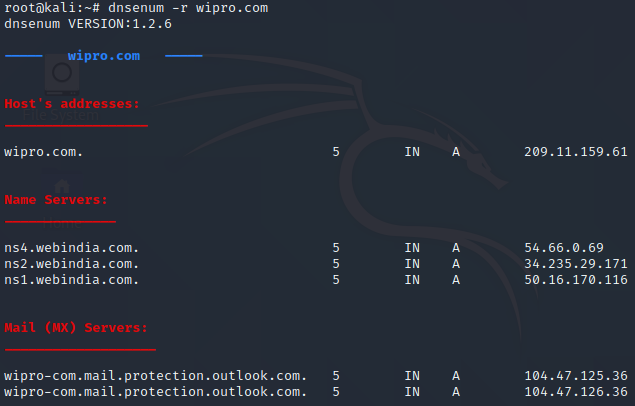 root@kali:~# dnsenum -r wipro.com
dnsenum VERSION:1.2.6
-----   wipro.com   -----
Host's addresses:
wipro.com. 5 IN A 209.11.159.61
Name Servers:
ns4.webindia.com. 5 IN A 54.66.0.69
ns2.webindia.com. 5 IN A 34.235.29.171
ns1.webindia.com. 5 IN A 50.16.170.116
Mail (MX) Servers:
wipro-com.mail.protection.outlook.com. 5 IN A 104.47.125.36
wipro-com.mail.protection.outlook.com. 5 IN A 104.47.126.36
File System
Home